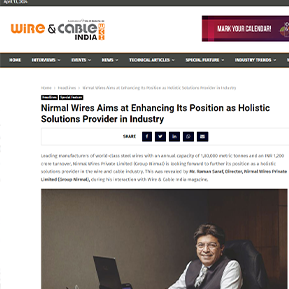 April 13, 2024
WIRE & CABLE
INDIA
MARK YOUR CALENDAR!
HOME INTERVIEWS EVENTS NEWS TECHNICAL ARTICLES SPECIAL FEATURE INDUSTRY TRENDS
Home Headlines Nirmal Wires Aims at Enhancing Its Position as Holistic Solutions Provider in Industry
Headlines Special Feature
Nirmal Wires Aims at Enhancing Its Position as Holistic
Solutions Provider in Industry
SHARE
Leading manufacturers of world-class steel wires with an annual capacity of metric tonnes and an INR 1,200
crore turnover, Nirmal Wires Private Limited (Group Nirmal) is looking forward to further its position as a holistic
solutions provider in the wire and cable industry. This was revealed by Mr. Raman Saraf, Director, Nirmal Wires Private
Limited (Group Nirmal), during his interaction with Wire & Cable India magazine.